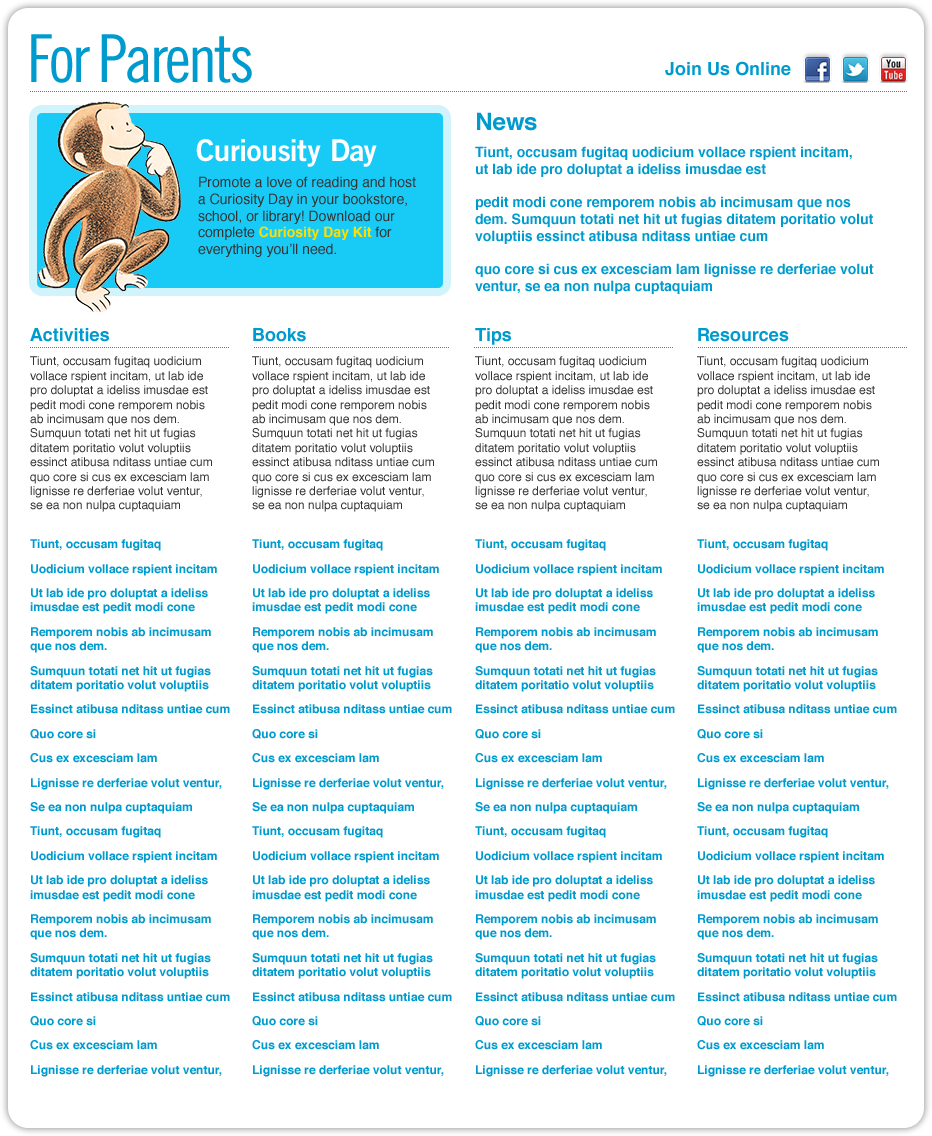 For Parents
Join Us Online
f
You
Tube
Curiousity Day
Promote a love of reading and host
a Curiosity Day in your bookstore,
school, or library! Download our
complete Curiosity Day Kit for
everything you'll need.
News
Tiunt, occusam fugitaq uodicium vollace rspient incitam,
ut lab ide pro doluptat a ideliss imusdae est
pedit modi cone remporem nobis ab incimusam que nos
dem. Sumquun totati net hit ut fugias ditatem poritatio volut
voluptiis essinct atibusa nditass untiae cum
quo core si cus ex excesciam lam lignisse re derferiae volut
ventur, se ea non nulpa cuptaquiam
Activities
Tiunt, occusam fugitaq uodicium
vollace rspient incitam, ut lab ide
pro doluptat a ideliss imusdae est
pedit modi cone remporem nobis
ab incimusam que nos dem.
Sumquun totati net hit ut fugias
ditatem poritatio volut voluptiis
essinct atibusa nditass untiae cum
quo core si cus ex excesciam lam
lignisse re derferiae volut ventur,
se ea non nulpa cuptaquiam
Tiunt, occusam fugitaq
Uodicium vollace rspient incitam
Ut lab ide pro doluptat a ideliss
imusdae est pedit modi cone
Remporem nobis ab incimusam
que nos dem.
Sumquun totati net hit ut fugias
ditatem poritatio volut voluptiis
Essinct atibusa nditass untiae cum
Quo core si
Cus ex excesciam lam
Lignisse re derferiae volut ventur,
Se ea non nulpa cuptaquiam
Tiunt, occusam fugitaq
Uodicium vollace rspient incitam
Ut lab ide pro doluptat a ideliss
imusdae est pedit modi cone
Remporem nobis ab incimusam
que nos dem.
Sumquun totati net hit ut fugias
ditatem poritatio volut voluptiis
Essinct atibusa nditass untiae cum
Quo core si
Cus ex excesciam lam
Lignisse re derferiae volut ventur,
Books
Tiunt, occusam fugitaq uodicium
vollace rspient incitam, ut lab ide
pro doluptat a ideliss imusdae est
pedit modi cone remporem nobis
ab incimusam que nos dem.
Sumquun totati net hit ut fugias
ditatem poritatio volut voluptiis
essinct atibusa nditass untiae cum
quo core si cus ex excesciam lam
lignisse re derferiae volut ventur,
se ea non nulpa cuptaquiam
Tiunt, occusam fugitaq
Uodicium vollace rspient incitam
Ut lab ide pro doluptat a ideliss
imusdae est pedit modi cone
Remporem nobis ab incimusam
que nos dem.
Sumquun totati net hit ut fugias
ditatem poritatio volut voluptiis
Essinct atibusa nditass untiae cum
Quo core si
Cus ex excesciam lam
Lignisse re derferiae volut ventur,
Se ea non nulpa cuptaquiam
Tiunt, occusam fugitaq
Uodicium vollace rspient incitam
Ut lab ide pro doluptat a ideliss
imusdae est pedit modi cone
Remporem nobis ab incimusam
que nos dem.
Sumquun totati net hit ut fugias
ditatem poritatio volut voluptiis
Essinct atibusa nditass untiae cum
Quo core si
Cus ex excesciam lam
Lignisse re derferiae volut ventur,
Tips
Tiunt, occusam fugitaq uodicium
vollace rspient incitam, ut lab ide
pro doluptat a ideliss imusdae est
pedit modi cone remporem nobis
ab incimusam que nos dem.
Sumquun totati net hit ut fugias
ditatem poritatio volut voluptiis
essinct atibusa nditass untiae cum
quo core si cus ex excesciam lam
lignisse re derferiae volut ventur,
se ea non nulpa cuptaquiam
Tiunt, occusam fugitaq
Uodicium vollace rspient incitam
Ut lab ide pro doluptat a ideliss
imusdae est pedit modi cone
Remporem nobis ab incimusam
que nos dem.
Sumquun totati net hit ut fugias
ditatem poritatio volut voluptiis
Essinct atibusa nditass untiae cum
Quo core si
Cus ex excesciam lam
Lignisse re derferiae volut ventur,
Se ea non nulpa cuptaquiam
Tiunt, occusam fugitaq
Uodicium vollace rspient incitam
Ut lab ide pro doluptat a ideliss
imusdae est pedit modi cone
Remporem nobis ab incimusam
que nos dem.
Sumquun totati net hit ut fugias
ditatem poritatio volut voluptiis
Essinct atibusa nditass untiae cum
Quo core si
Cus ex excesciam lam
Lignisse re derferiae volut ventur,
Resources
Tiunt, occusam fugitaq uodicium
vollace rspient incitam, ut lab ide
pro doluptat a ideliss imusdae est
pedit modi cone remporem nobis
ab incimusam que nos dem.
Sumquun totati net hit ut fugias
ditatem poritatio volut voluptiis
essinct atibusa nditass untiae cum
quo core si cus ex excesciam lam
lignisse re derferiae volut ventur,
se ea non nulpa cuptaquiam
Tiunt, occusam fugitaq
Uodicium vollace rspient incitam
Ut lab ide pro doluptat a ideliss
imusdae est pedit modi cone
Remporem nobis ab incimusam
que nos dem.
Sumquun totati net hit ut fugias
ditatem poritatio volut voluptiis
Essinct atibusa nditass untiae cum
Quo core si
Cus ex excesciam lam
Lignisse re derferiae volut ventur,
Se ea non nulpa cuptaquiam
Tiunt, occusam fugitaq
Uodicium vollace rspient incitam
Ut lab ide pro doluptat a ideliss
imusdae est pedit modi cone
Remporem nobis ab incimusam
que nos dem.
Sumquun totati net hit ut fugias
ditatem poritatio volut voluptiis
Essinct atibusa nditass untiae cum
Quo core si
Cus ex excesciam lam
Lignisse re derferiae volut ventur,